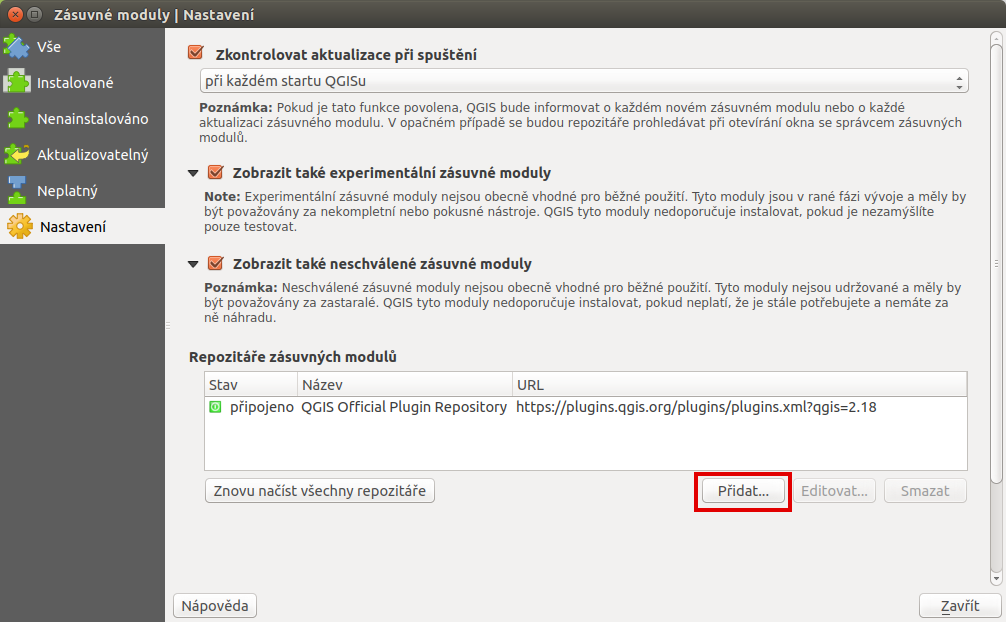 Zásuvné moduly | Nastavení
Vše
Instalované
Nenainstalováno
Aktualizovatelný
Neplatný
Nastavení
Zkontrolovat aktualizace při spuštění
při každém startu QGISu
Poznámka: Pokud je tato funkce povolena, QGIS bude informovat o každém novém zásuvném modulu nebo o každé
aktualizaci zásuvného modulu. V opačném případě se budou repozitáře prohledávat při otevírání okna se správcem zásuvných
modulů.
Zobrazit také experimentální zásuvné moduly
Note: Experimentální zásuvné moduly nejsou obecně vhodné pro běžné použití. Tyto moduly jsou v rané fázi vývoje a měly by
být považovány za nekompletní nebo pokusné nástroje. QGIS tyto moduly nedoporučuje instalovat, pokud je nezamýšlíte
pouze testovat.
Zobrazit také neschválené zásuvné moduly
Poznámka: Neschválené zásuvné moduly nejsou obecně vhodné pro běžné použití. Tyto moduly nejsou udržované a měly by
být považovány za zastaralé. QGIS tyto moduly nedoporučuje instalovat, pokud neplatí, že je stále potřebujete a nemáte za
ně náhradu.
Repozitáře zásuvných modulů
Stav Název URL
připojeno QGIS Official Plugin Repository https://plugins.qgis.org/plugins/plugins.xml?qgis=2.18
Znovu načíst všechny repozitáře Přidat... Editovat... Smazat
Nápověda Zavřít